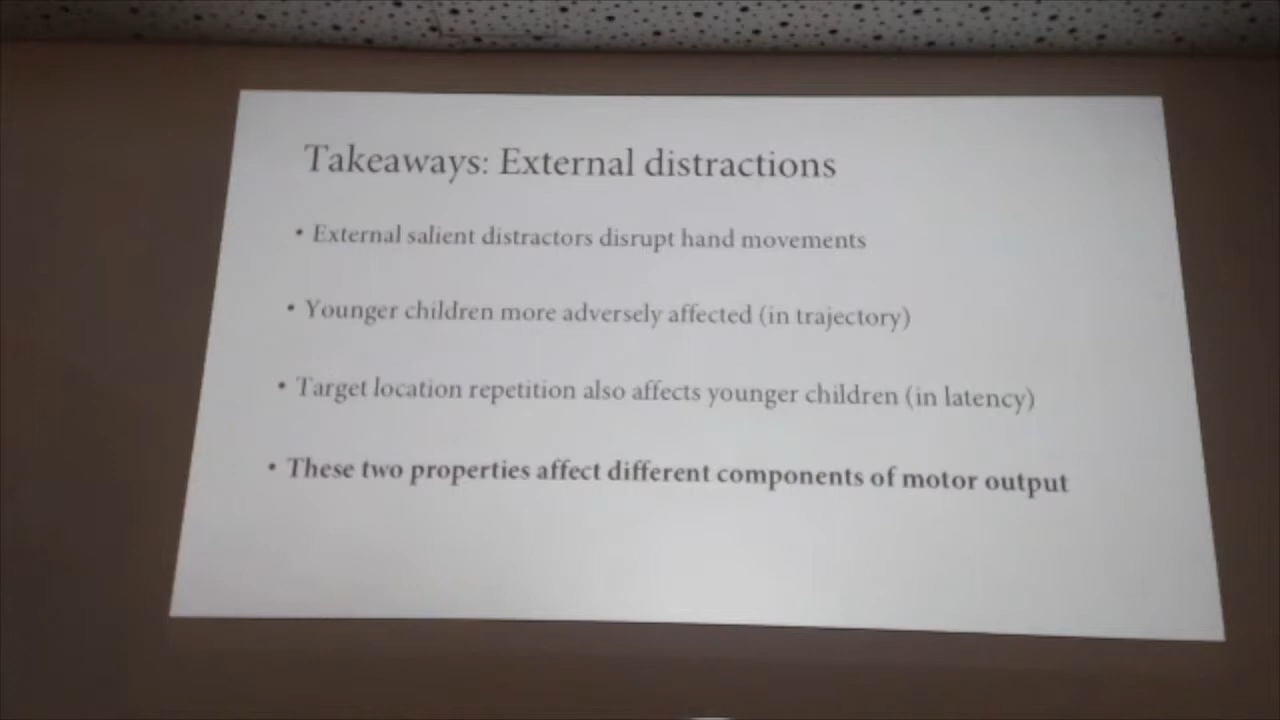 Takeaways: External distractions
• External salient distractors disrupt hand movements
• Younger children more adversely affected (in trajectory)
• Target location repetition also affects younger children (in latency)
• These two properties affect different components of motor output